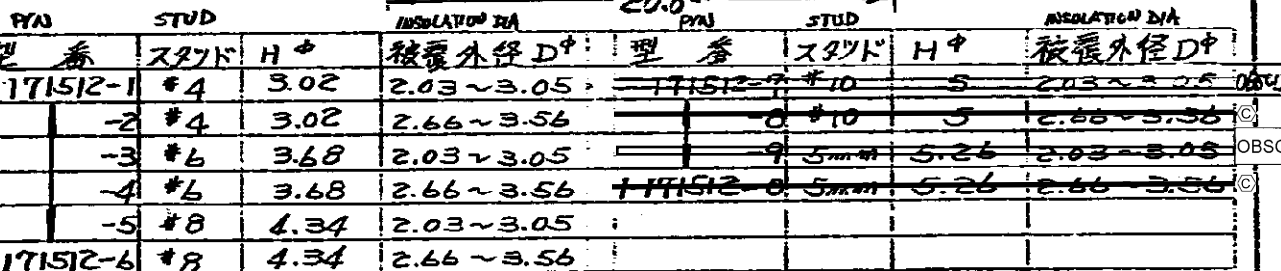 20.0
P/N STUD INSULATION DIA P/N STUD INSULATION DIA
型 番 スタッド H φ 被覆外径 Dφ 型 番 スタッド H φ 被覆外径 Dφ
171512-1 #4 3.02 2.03~3.05 171512-7 #10 5 2.03~3.05
-2 #4 3.02 2.66~3.56 -8 #10 5 2.66~3.56 Ⓒ
-3 #6 3.68 2.03~3.05 -9 5mm 5.26 2.03~3.05 OBSO
-4 #6 3.68 2.66~3.56 1-171512-0 5mm 5.26 2.66~3.56 Ⓒ
-5 #8 4.34 2.03~3.05
171512-6 #8 4.34 2.66~3.56